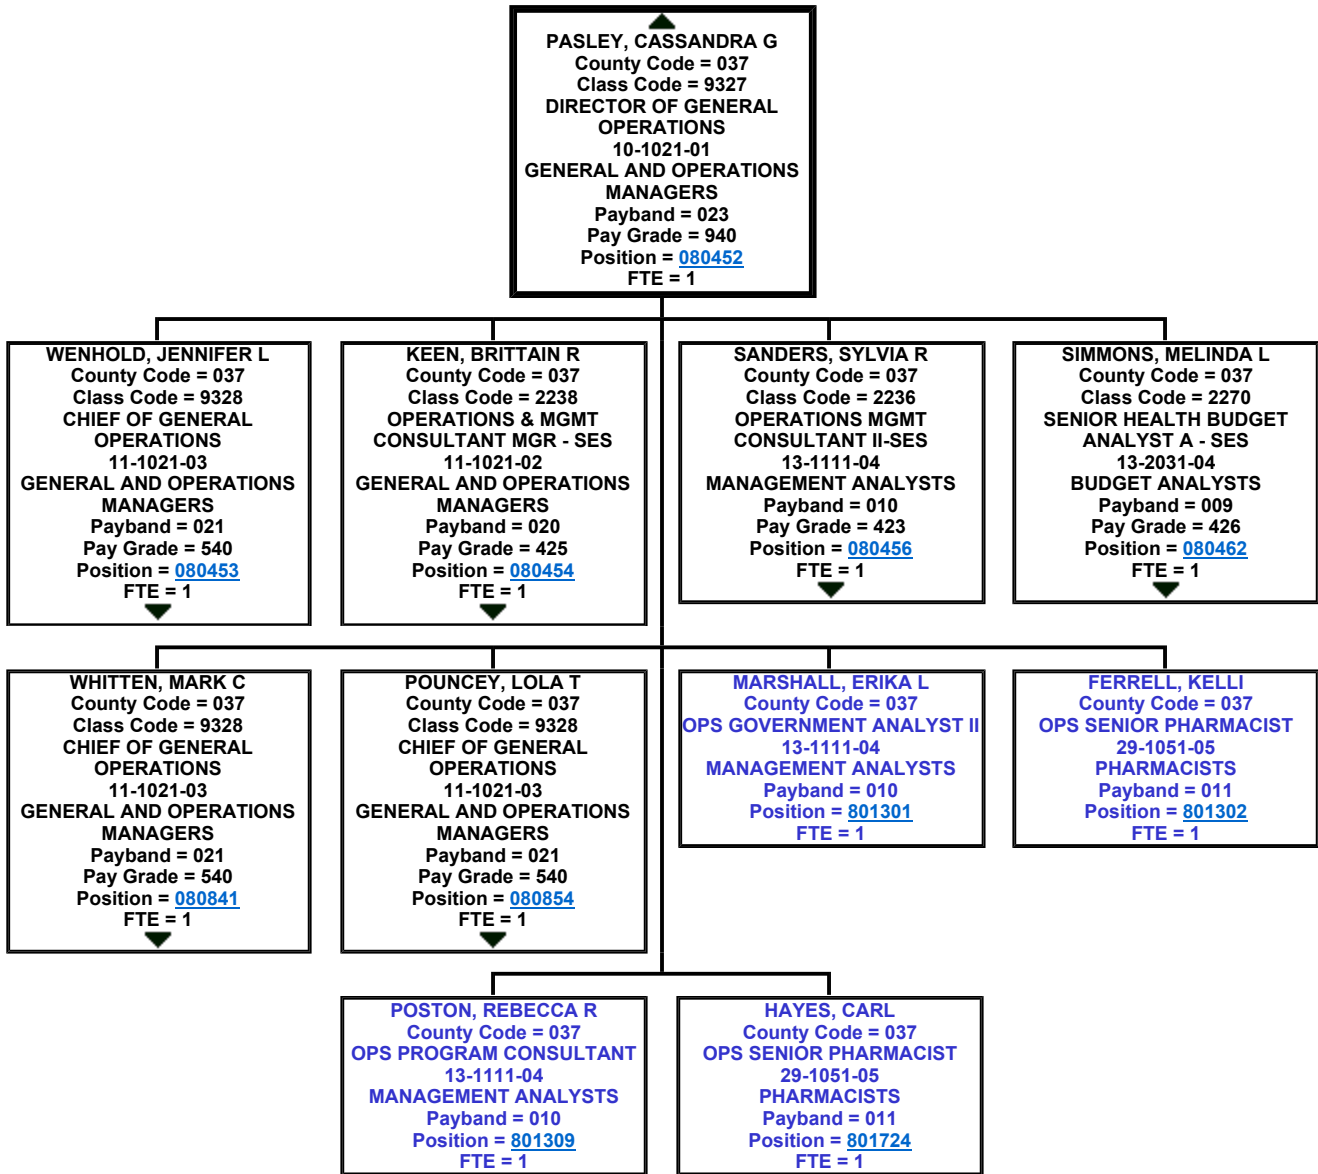 PASLEY, CASSANDRA G
County Code = 037
Class Code = 9327
DIRECTOR OF GENERAL
OPERATIONS
10-1021-01
GENERAL AND OPERATIONS
MANAGERS
Payband = 023
Pay Grade = 940
Position = 080452
FTE = 1
WENHOLD, JENNIFER L
County Code = 037
Class Code = 9328
CHIEF OF GENERAL
OPERATIONS
11-1021-03
GENERAL AND OPERATIONS
MANAGERS
Payband = 021
Pay Grade = 540
Position = 080453
FTE = 1
KEEN, BRITTAIN R
County Code = 037
Class Code = 2238
OPERATIONS & MGMT
CONSULTANT MGR - SES
11-1021-02
GENERAL AND OPERATIONS
MANAGERS
Payband = 020
Pay Grade = 425
Position = 080454
FTE = 1
SANDERS, SYLVIA R
County Code = 037
Class Code = 2236
OPERATIONS MGMT
CONSULTANT II-SES
13-1111-04
MANAGEMENT ANALYSTS
Payband = 010
Pay Grade = 423
Position = 080456
FTE = 1
SIMMONS, MELINDA L
County Code = 037
Class Code = 2270
SENIOR HEALTH BUDGET
ANALYST A - SES
13-2031-04
BUDGET ANALYSTS
Payband = 009
Pay Grade = 426
Position = 080462
FTE = 1
WHITTEN, MARK C
County Code = 037
Class Code = 9328
CHIEF OF GENERAL
OPERATIONS
11-1021-03
GENERAL AND OPERATIONS
MANAGERS
Payband = 021
Pay Grade = 540
Position = 080841
FTE = 1
POUNCEY, LOLA T
County Code = 037
Class Code = 9328
CHIEF OF GENERAL
OPERATIONS
11-1021-03
GENERAL AND OPERATIONS
MANAGERS
Payband = 021
Pay Grade = 540
Position = 080854
FTE = 1
MARSHALL, ERIKA L
County Code = 037
OPS GOVERNMENT ANALYST II
13-1111-04
MANAGEMENT ANALYSTS
Payband = 010
Position = 801301
FTE = 1
FERRELL, KELLI
County Code = 037
OPS SENIOR PHARMACIST
29-1051-05
PHARMACISTS
Payband = 011
Position = 801302
FTE = 1
POSTON, REBECCA R
County Code = 037
OPS PROGRAM CONSULTANT
13-1111-04
MANAGEMENT ANALYSTS
Payband = 010
Position = 801309
FTE = 1
HAYES, CARL
County Code = 037
OPS SENIOR PHARMACIST
29-1051-05
PHARMACISTS
Payband = 011
Position = 801724
FTE = 1